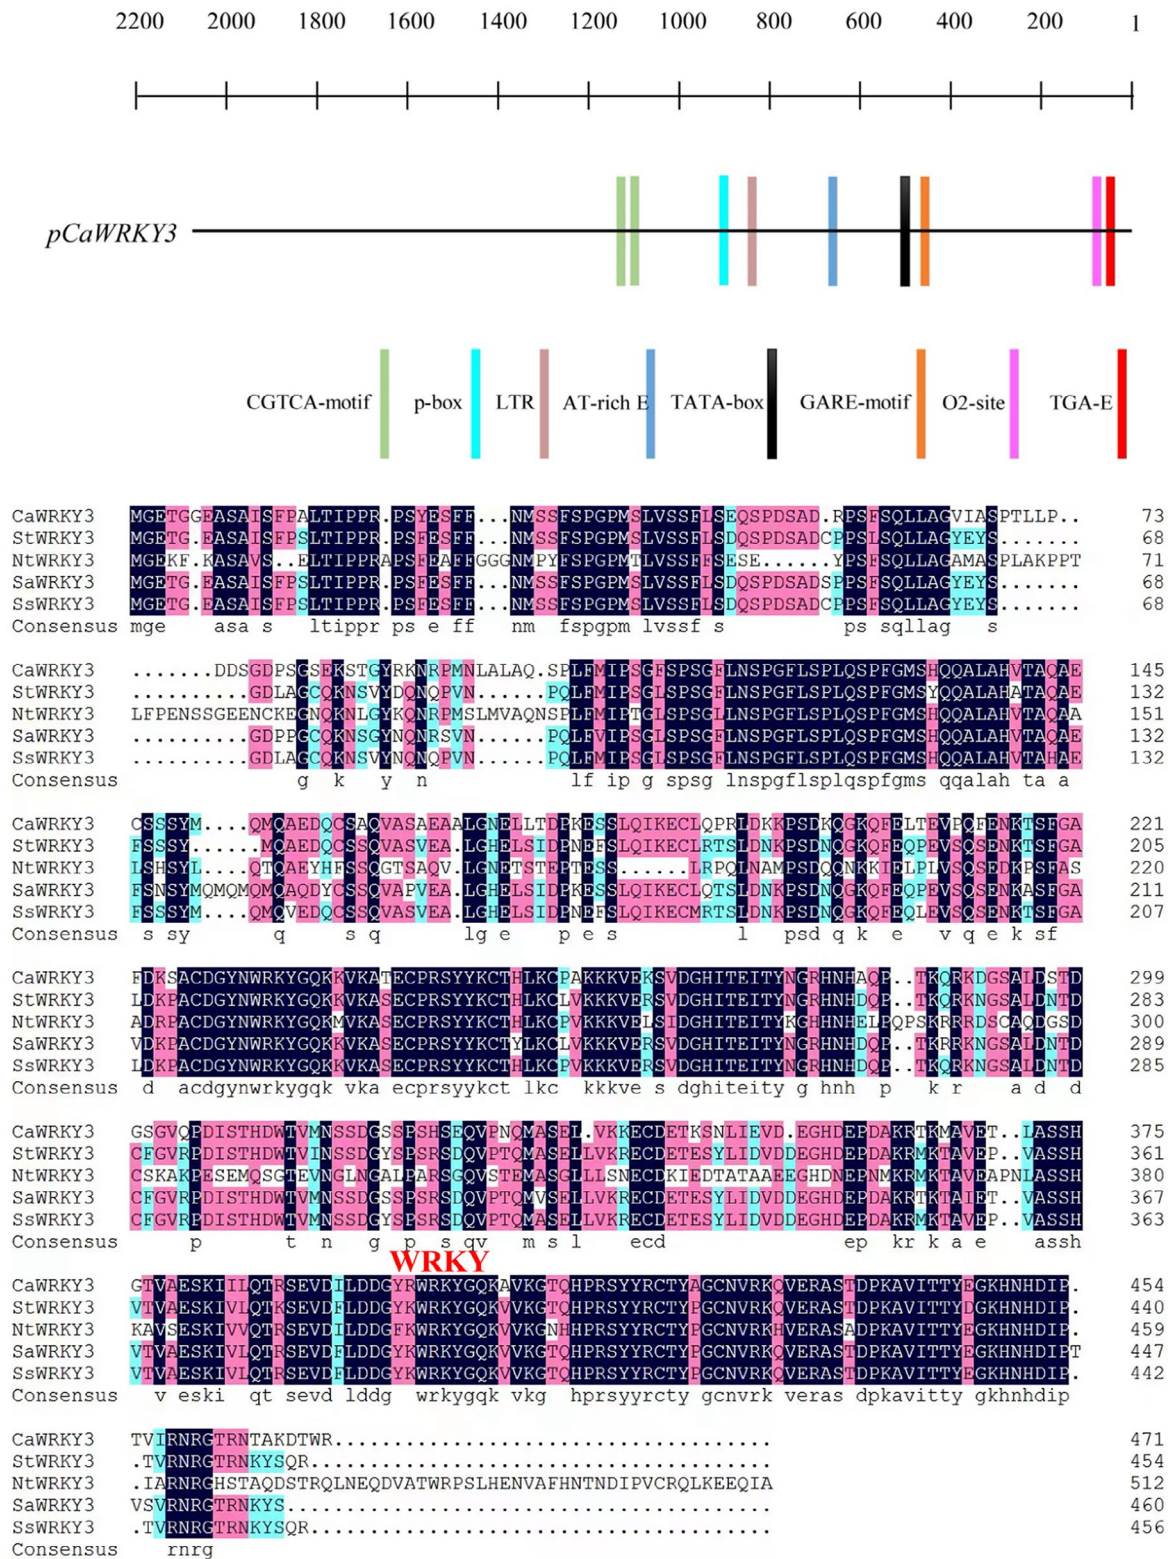 2200 2000 1800 1600 1400 1200 1000 800 600 400 200 1
pCaWRKY3
CGTCA-motif p-box LTR AT-rich E TATA-box GARE-motif O2-site TGA-E
CaWRKY3 MGETGGEASAISFPALTIPPR.PSYESFF...NMSSFSPGPMSLVSSFLSEQSPDSAD.RPSFSQLLAGVIASPTLLP.. 73
StWRKY3 MGETG.EASAISFPSLTIPPR.PSFESFF...NMSSFSPGPMSLVSSFLSDQSPDSADCPPSLSQLLAGYEYS....... 68
NtWRKY3 MGEKF.KASAVS..ELTIPPRAPSFEAFFGGGNMPYFSPGPMTLVSSFFSESE.....YPSFSQLLAGAMASPLAKPPT 71
SaWRKY3 MGETG.EASAISFPSLTIPPR.PSFESFF...NMSSFSPGPMSLVSSFLSDQSPDSADSPPSFSQLLAGYEYS....... 68
SsWRKY3 MGETG.EASAISFPSLTIPPR.PSFESFF...NMSSFSPGPMSLVSSFLSDQSPDSADCPPSFSQLLAGYEYS....... 68
Consensus mge asa s ltippr ps e ff nm fspgpm lvssf s ps sqllag s
CaWRKY3 .......DDSGDPSGSEKSTGYRKNRPMNLALAQ.SPLFMIPSGFSPSGFLNSPGFLSPLQSPFGMSHQQALAHVTAQAE 145
StWRKY3 ..........GDLAGCQKNSVYDQNQPVN......PQLFMIPSGLSPSGFLNSPGFLSPLQSPFGMSYQQALAHATAQAE 132
NtWRKY3 LFPENSSGEENCKEGNQKNLGYKQNRPMSLMVAQNSPLFMIPTGLSPSGLLNSPGFLSPLQSPFGMSHQQALAHVTAQAA 151
SaWRKY3 ..........GDPPGCQKNSGYNQNRSVN......PQLFVIPSGLSPSGFLNSPGFLSPLQSPFGMSHQQALAHVTAQAE 132
SsWRKY3 ..........GDLAGCQKNSVYNQNQPVN......PQLFMIPSGLSPSGFLNSPGFLSPLQSPFGMSHQQALAHVTAHAE 132
Consensus g k y n lf ip g spsg lnspgflsplqspfgms qqalah ta a
CaWRKY3 CSSSYM....QMQAEDQCSAQVASAEAALGNELLTDPKESSLQIKECLQPRLDKKPSDKQGKQFELTEVPQFENKTSFGA 221
StWRKY3 FSSSY......MQAEDQCSSQVASVEA.LGHELSIDPNEFSLQIKECLRTSLDNKPSDNQGKQFEQPEVSQSENKTSFGA 205
NtWRKY3 LSHSYL....QTQAEYHFSSQGTSAQV.LGNETSTEPTESS......LRPQLNAMPSDQQNKKIELPLVSQSEDKPSFAS 220
SaWRKY3 FSNSYMQMQMQMQAQDYCSSQVAPVEA.LGHELSIDPKESSLQIKECLQTSLDNKPSDNQGKQFEQPEVSQSENKASFGA 211
SsWRKY3 FSSSYM....QMQVEDQCSSQVASVEA.LGHELSIDPNEFSLQIKECMRTSLDNKPSDNQGKQFEQLEVSQSENKTSFGA 207
Consensus s sy q s q lg e p e s l psd q k e v q e k sf
CaWRKY3 FDKSACDGYNWRKYGQKKVKATECPRSYYKCTHLKCPAKKKVEKSVDGHITEITYNGRHNHAQP..TKQRKDGSALDSTD 299
StWRKY3 LDKPACDGYNWRKYGQKKVKASECPRSYYKCTHLKCLVKKKVERSVDGHITEITYNGRHNHDQP..TKQRKNGSALDNTD 283
NtWRKY3 ADRPACDGYNWRKYGQKMVKASECPRSYYKCTHLKCPVKKKVELSIDGHITEITYKGHHNHELPQPSKRRRDSCAQDGSD 300
SaWRKY3 VDKPACDGYNWRKYGQKKVKASECPRSYYKCTYLKCLVKKKVERSVDGHITEITYNGRHNHDQP..TKRRKNGSALDNTD 289
SsWRKY3 LDKPACDGYNWRKYGQKKVKASECPRSYYKCTHLKCPVKKKVERSVDGHITEITYNGRHNHDQP..TKQRKNGSALDNTD 285
Consensus d acdgynwrkygqk vka ecprsyykct lkc kkkve s dghiteity g hnh p k r a d d
CaWRKY3 GSGVQPDISTHDWTVMNSSDGSSPSHSEQVPNQMASEL.VKKECDETKSNLIEVD.EGHDEPDAKRTKMAVET..LASSH 375
StWRKY3 CFGVRPDISTHDWTVINSSDGYSPSRSDQVPTQMASELLVKRECDETESYLIDVDDEGHDEPDAKRMKTAVEP..VASSH 361
NtWRKY3 CSKAKPESEMQSGTEVNGLNGALPARSGQVSTEMASGLLLSNECDKIEDATATAAEEGHDNEPNMKRMKTAVEAPNLASSH 380
SaWRKY3 CFGVRPDISTHDWTVMNSSDGSSPSRSDQVPTQMVSELLVKRECDETESYLIDVDDEGHDEPDAKRTKTAIET..VASSH 367
SsWRKY3 CFGVRPDISTHDWTVMNSSDGYSPSRSDQVPTQMASELLVKRECDETESYLIDVDDEGHDEPDAKRMKTAVEP..VASSH 363
Consensus p t n g p s qv m s l ecd ep kr k a e assh
WRKY
CaWRKY3 GTVAESKIILQTRSEVDILDDGYRWRKYGQKAVKGTQHPRSYYRCTYAGCNVRKQVERASTDPKAVITTYEGKHNHDIP. 454
StWRKY3 VTVAESKIVLQTKSEVDFLDDGYKWRKYGQKVVKGTQHPRSYYRCTYPGCNVRKQVERASTDPKAVITTYEGKHNHDIP. 440
NtWRKY3 KAVSESKIVVQTRSEVDILDDGFKWRKYGQKVVKGNHHPRSYYRCTYPGCNVRKHVERASADPKAVITTYEGKHNHDIP. 459
SaWRKY3 VTVAESKIVLQTRSEVDFLDDGYKWRKYGQKVVKGTQHPRSYYRCTYPGCNVRKQVERASTDPKAVITTYEGKHNHDIPT 447
SsWRKY3 VTVAESKIVLQTRSEVDFLDDGYKWRKYGQKVVKGTQHPRSYYRCTYPGCNVRKQVERASTDPKAVITTYEGKHNHDIP. 442
Consensus v eski qt sevd lddg wrkygqk vkg hprsyyrcty gcnvrk veras dpkavittty gkhnhdip
CaWRKY3 TVIRNRGTRNTAKDTWR..................................... 471
StWRKY3 .TVRNRGTRNKYSQR....................................... 454
NtWRKY3 .IARNRGHSTAQDSTRQLNEQDVATWRPSLHENVAFHNTNDIPVCRQLKEEQIA 512
SaWRKY3 VSVRNRGTRNKYS......................................... 460
SsWRKY3 .TVRNRGTRNKYSQR....................................... 456
Consensus rnrg